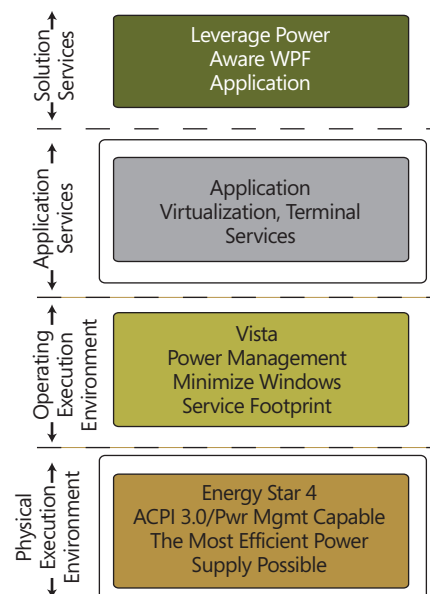 Solution
Services
Leverage Power
Aware WPF
Application
Application
Services
Application
Virtualization, Terminal
Services
Operating
Execution
Environment
Vista
Power Management
Minimize Windows
Service Footprint
Physical
Execution
Environment
Energy Star 4
ACPI 3.0/Pwr Mgmt Capable
The Most Efficient Power
Supply Possible